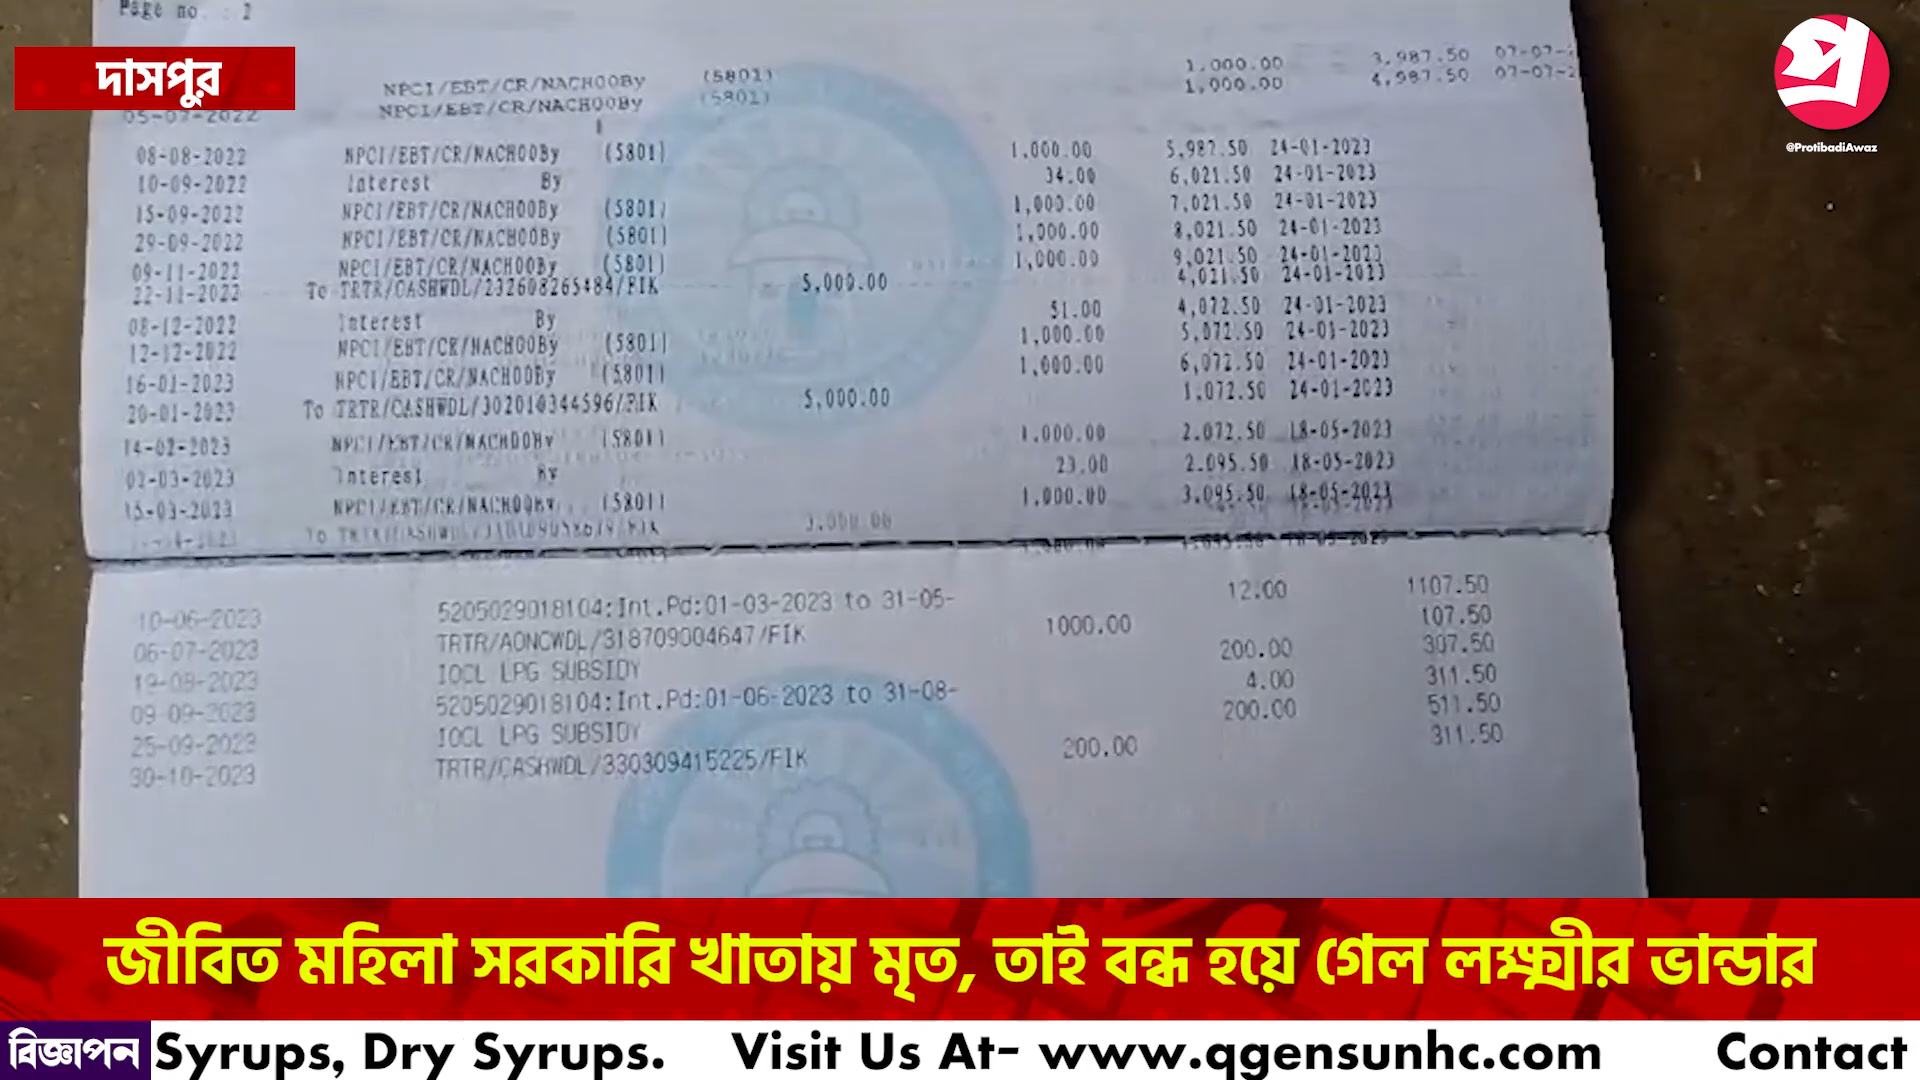 Page no. : 2
দাসপুর
@ProtibadiAwaz
NPCI/EBT/CR/NACH00By (5801) 1,000.00 3,987.50 07-07-
05-07-2022 NPCI/EBT/CR/NACH00By (5801) 1,000.00 4,987.50 07-07-2
08-08-2022 NPCI/EBT/CR/NACH00By (5801) 1,000.00 5,987.50 24-01-2023
10-09-2022 Interest By 34.00 6,021.50 24-01-2023
15-09-2022 NPCI/EBT/CR/NACH00By (5801) 1,000.00 7,021.50 24-01-2023
29-09-2022 NPCI/EBT/CR/NACH00By (5801) 1,000.00 8,021.50 24-01-2023
09-11-2022 NPCI/EBT/CR/NACH00By (5801) 1,000.00 9,021.50 24-01-2023
22-11-2022 To TRTR/CASHWDL/232608265484/FIK 5,000.00 4,021.50 24-01-2023
08-12-2022 Interest By 51.00 4,072.50 24-01-2023
12-12-2022 NPCI/EBT/CR/NACH00By (5801) 1,000.00 5,072.50 24-01-2023
16-01-2023 NPCI/EBT/CR/NACH00By (5801) 1,000.00 6,072.50 24-01-2023
20-01-2023 To TRTR/CASHWDL/302010344596/FIK 5,000.00 1,072.50 24-01-2023
14-02-2023 NPCI/EBT/CR/NACH00By (5801) 1,000.00 2,072.50 18-05-2023
02-03-2023 Interest By 23.00 2,095.50 18-05-2023
15-03-2023 NPCI/EBT/CR/NACH00By (5801) 1,000.00 3,095.50 18-05-2023
To 3,000.00 18-05-2023
10-06-2023 5205029018104:Int.Pd:01-03-2023 to 31-05- 12.00 1107.50
06-07-2023 TRTR/AONCWDL/318709004647/FIK 1000.00 107.50
19-08-2023 IOCL LPG SUBSIDY 200.00 307.50
09-09-2023 5205029018104:Int.Pd:01-06-2023 to 31-08- 4.00 311.50
25-09-2023 IOCL LPG SUBSIDY 200.00 511.50
30-10-2023 TRTR/CASHWDL/330309415225/FIK 200.00 311.50
জীবিত মহিলা সরকারি খাতায় মৃত, তাই বন্ধ হয়ে গেল লক্ষ্মীর ভান্ডার
বিজ্ঞাপন Syrups, Dry Syrups. Visit Us At- www.qgensunhc.com Contact